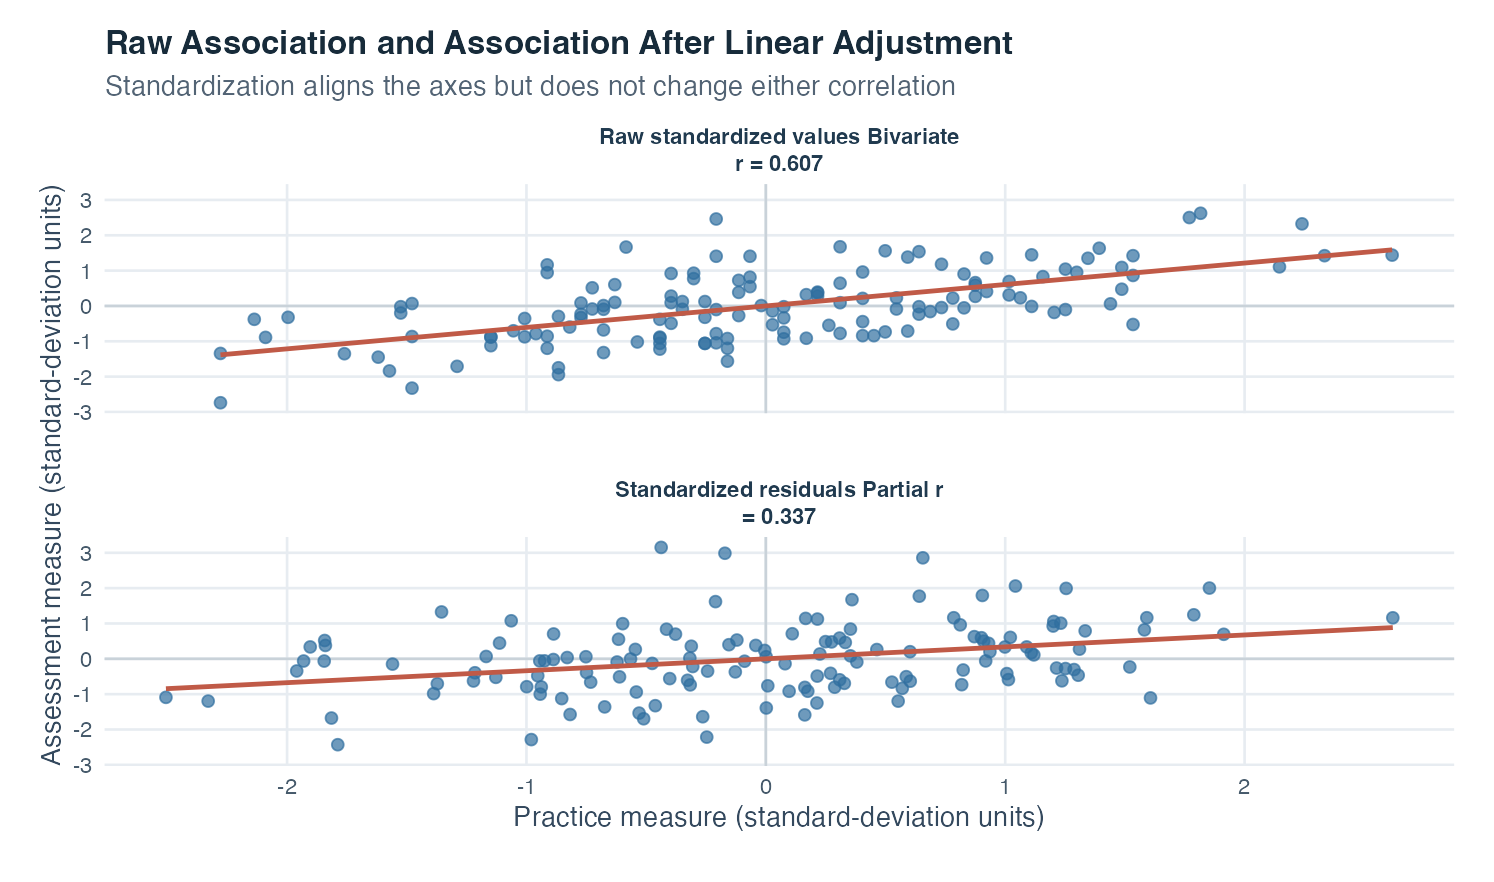 Raw Association and Association After Linear Adjustment
Standardization aligns the axes but does not change either correlation
Raw standardized values Bivariate
r = 0.607
3
2
1
0
-1
-2
-3
Assessment measure (standard-deviation units)
Standardized residuals Partial r
= 0.337
3
2
1
0
-1
-2
-3
-2 -1 0 1 2
Practice measure (standard-deviation units)